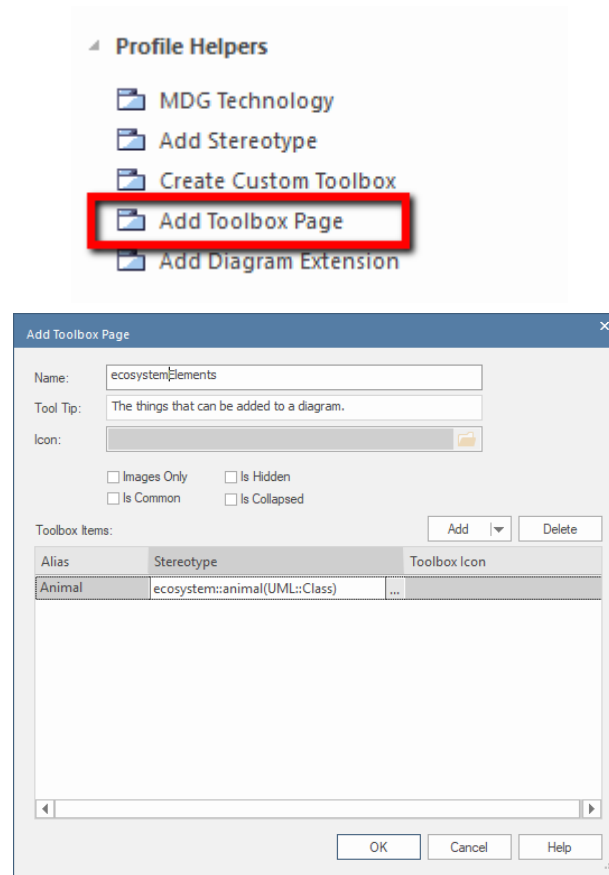 Profile Helpers
MDG Technology
Add Stereotype
Create Custom Toolbox
Add Toolbox Page
Add Diagram Extension
Add Toolbox Page
Name: ecosystemElements
Tool Tip: The things that can be added to a diagram.
Icon:
Images Only Is Hidden
Is Common Is Collapsed
Toolbox Items: Add Delete
Alias Stereotype Toolbox Icon
Animal ecosystem::animal(UML::Class) ...
OK Cancel Help